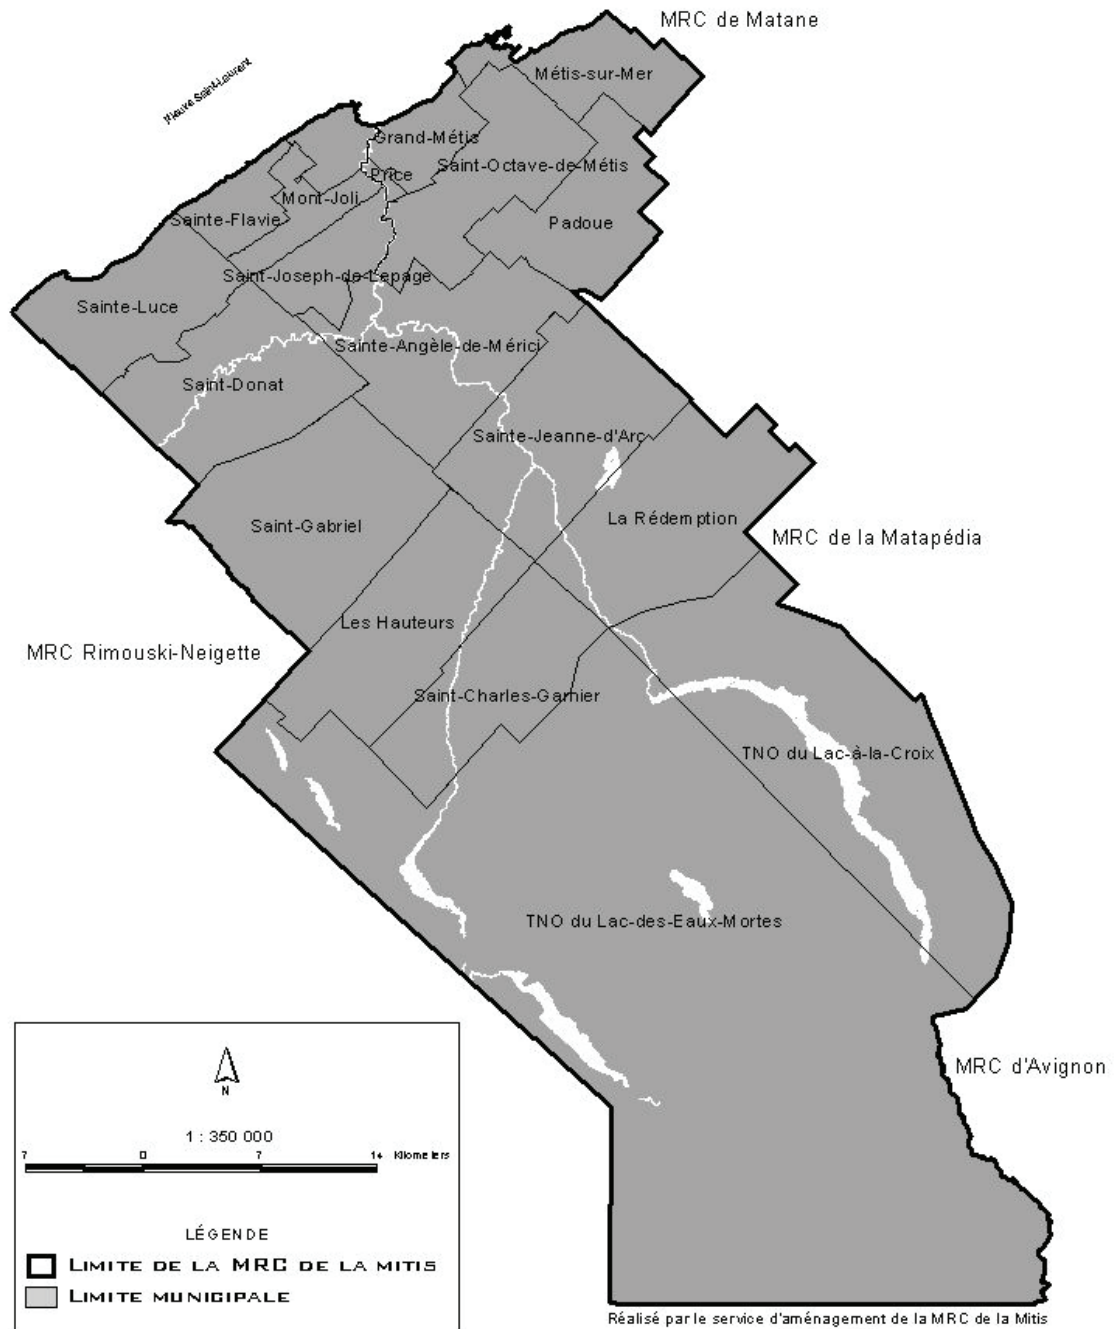 MRC de Matane
Fleuve Saint-Laurent
Métis-sur-Mer
Grand-Métis
Saint-Octave-de-Métis
Price
Mont-Joli
Sainte-Flavie
Padoue
Saint-Joseph-de-Lepage
Sainte-Luce
Sainte-Angèle-de-Mérici
Saint-Donat
Sainte-Jeanne-d'Arc
Saint-Gabriel
La Rédemption
MRC de la Matapédia
Les Hauteurs
MRC Rimouski-Neigette
Saint-Charles-Garnier
TNO du Lac-à-la-Croix
TNO du Lac-des-Eaux-Mortes
MRC d'Avignon
N
1 : 350 000
7 0 7 14 Kilometers
LÉGENDE
LIMITE DE LA MRC DE LA MITIS
LIMITE MUNICIPALE
Réalisé par le service d'aménagement de la MRC de la Mitis